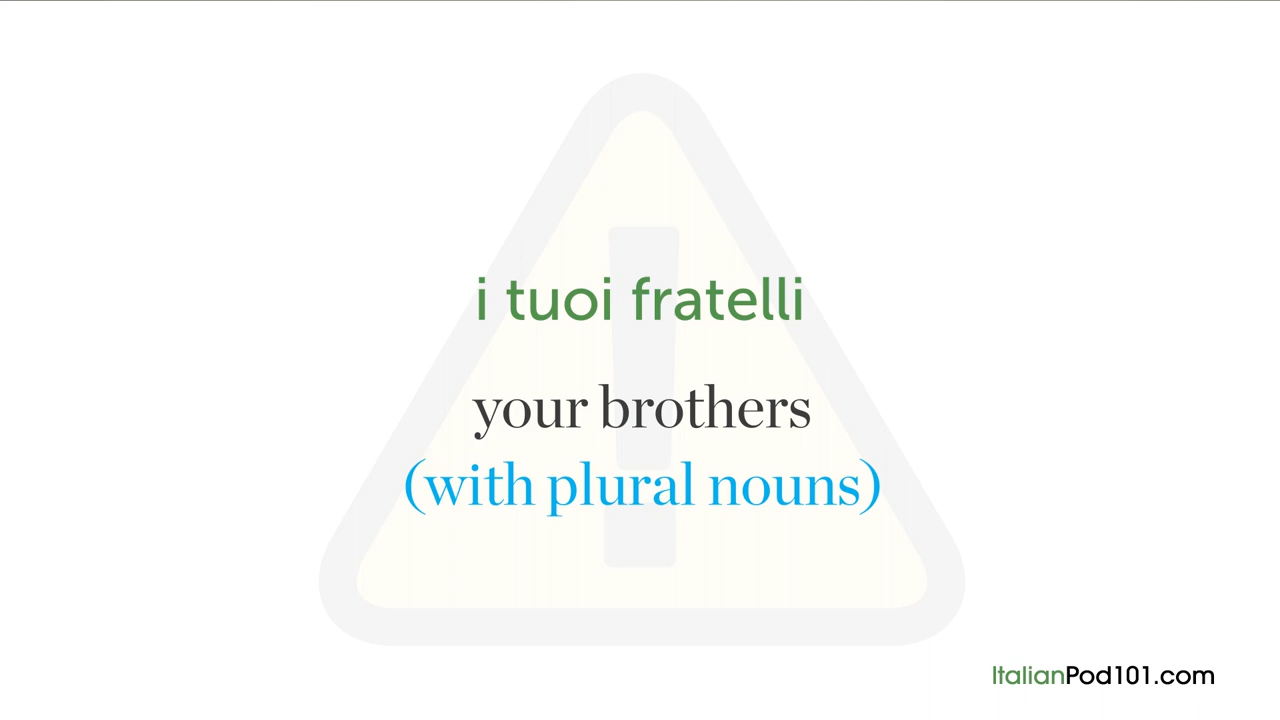 i tuoi fratelli
your brothers
(with plural nouns)
ItalianPod101.com